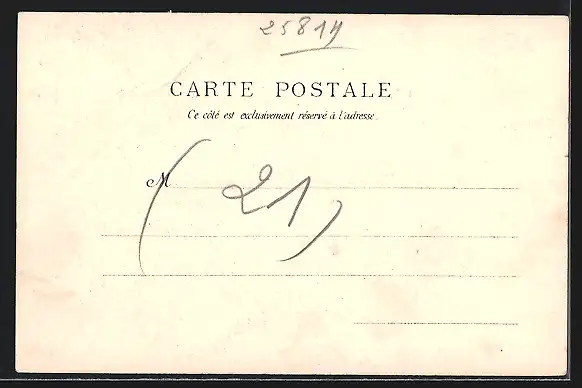 25814
CARTE POSTALE
Ce côté est exclusivement réservé à l'adresse.
M
(21)